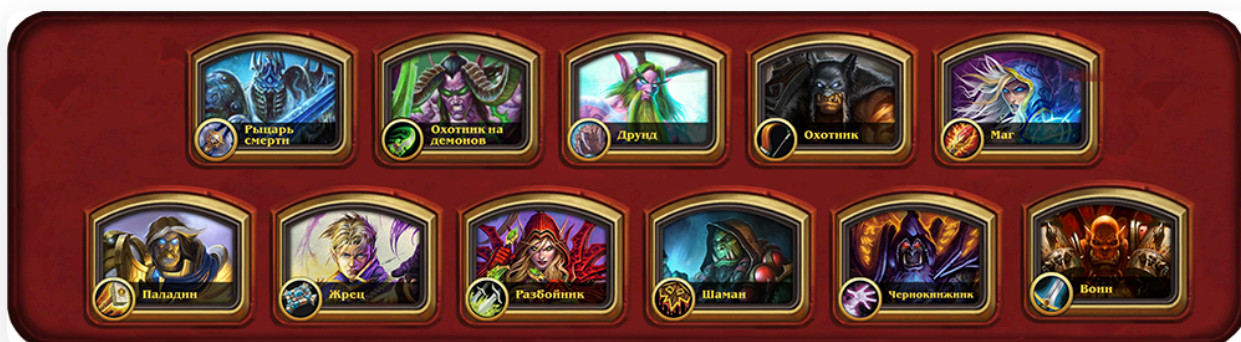 Рыцарь
смерти
Охотник на
демонов
Друид
Охотник
Маг
Паладин
Жрец
Разбойник
Шаман
Чернокнижник
Воин